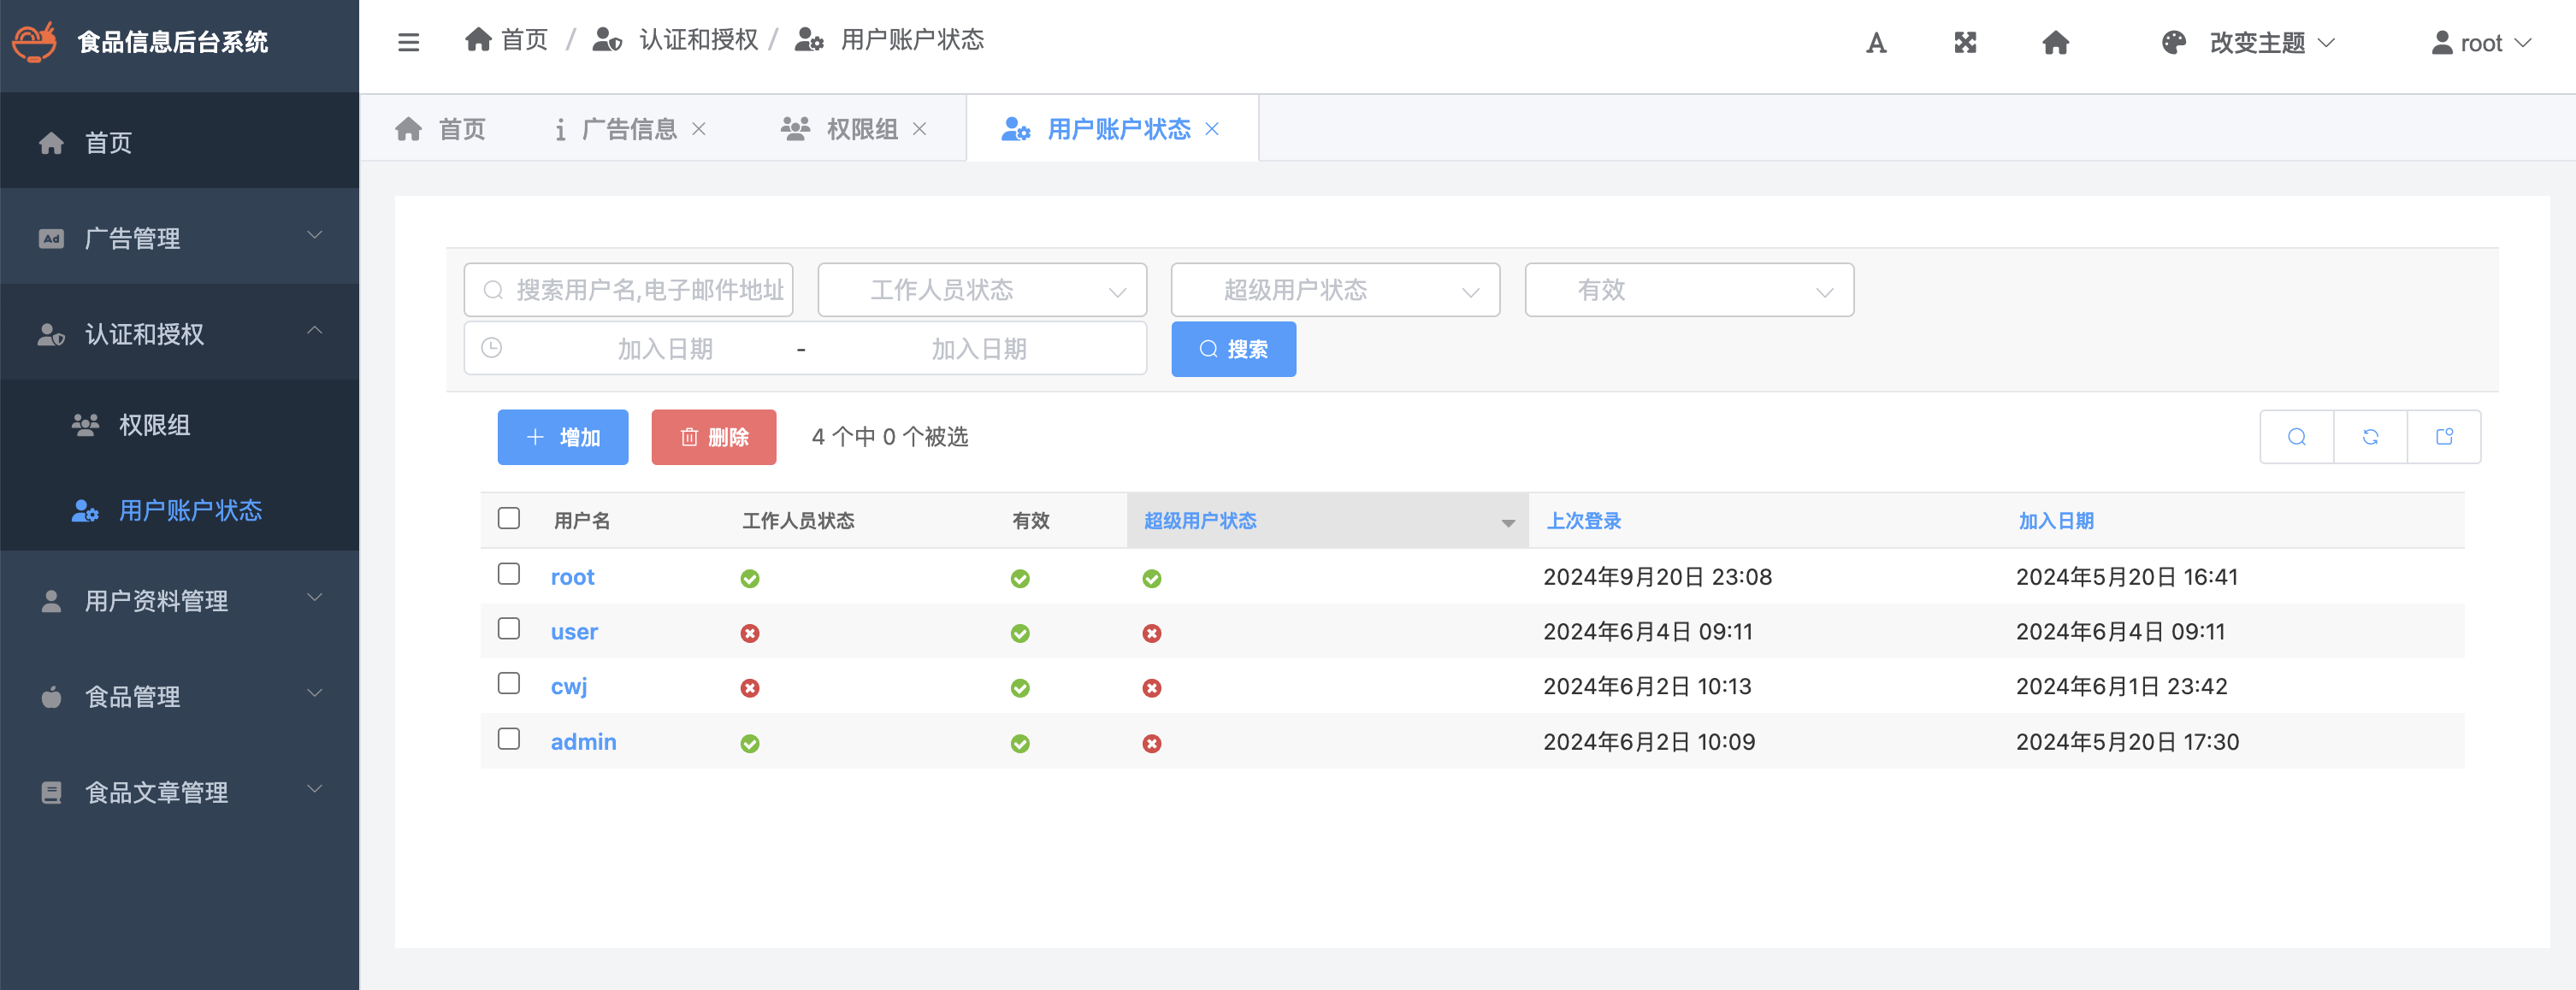 食品信息后台系统
首页 / 认证和授权 / 用户账户状态
改变主题
root
首页
广告信息
权限组
用户账户状态
首页
Ad 广告管理
认证和授权
权限组
用户账户状态
用户资料管理
食品管理
食品文章管理
搜索用户名,电子邮件地址
工作人员状态
超级用户状态
有效
加入日期 - 加入日期
搜索
增加
删除
4 个中 0 个被选
用户名 工作人员状态 有效 超级用户状态 上次登录 加入日期
root 2024年9月20日 23:08 2024年5月20日 16:41
user 2024年6月4日 09:11 2024年6月4日 09:11
cwj 2024年6月2日 10:13 2024年6月1日 23:42
admin 2024年6月2日 10:09 2024年5月20日 17:30